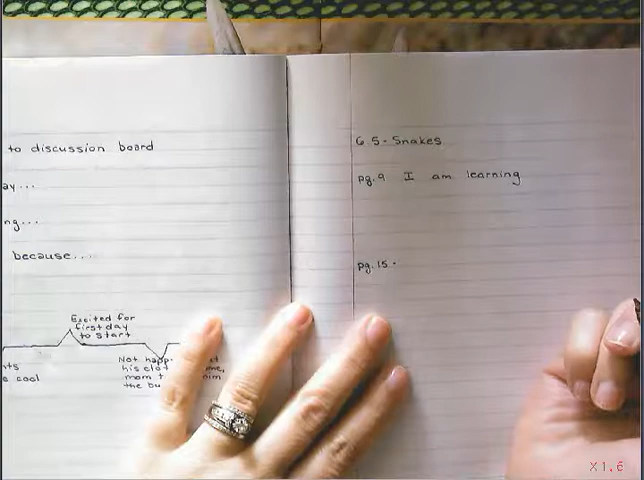 to discussion board
ay...
ng...
because...
Excited for
first day
to start
nts
e cool
Not happ
his clo
mom t
the bu
6.5- Snakes
pg. 9 I am learning
pg. 15 -
X1.6